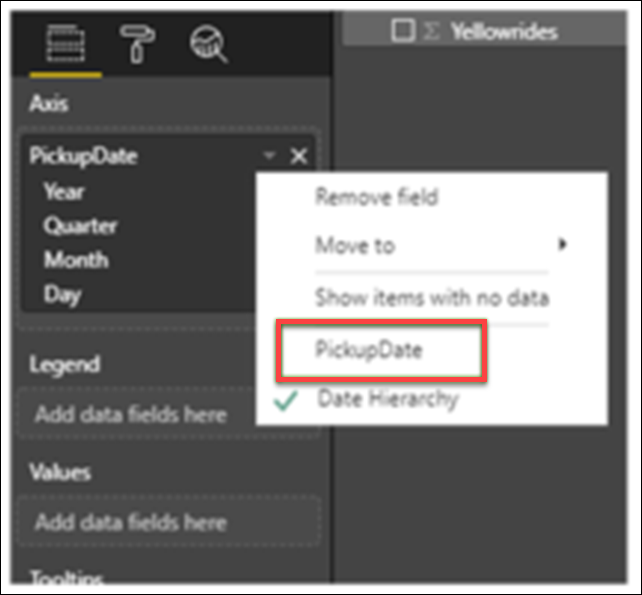 Σ Yellowrides
Axis
PickupDate
Year
Quarter
Month
Day
Remove field
Move to
Show items with no data
PickupDate
Date Hierarchy
Legend
Add data fields here
Values
Add data fields here
Tooltips